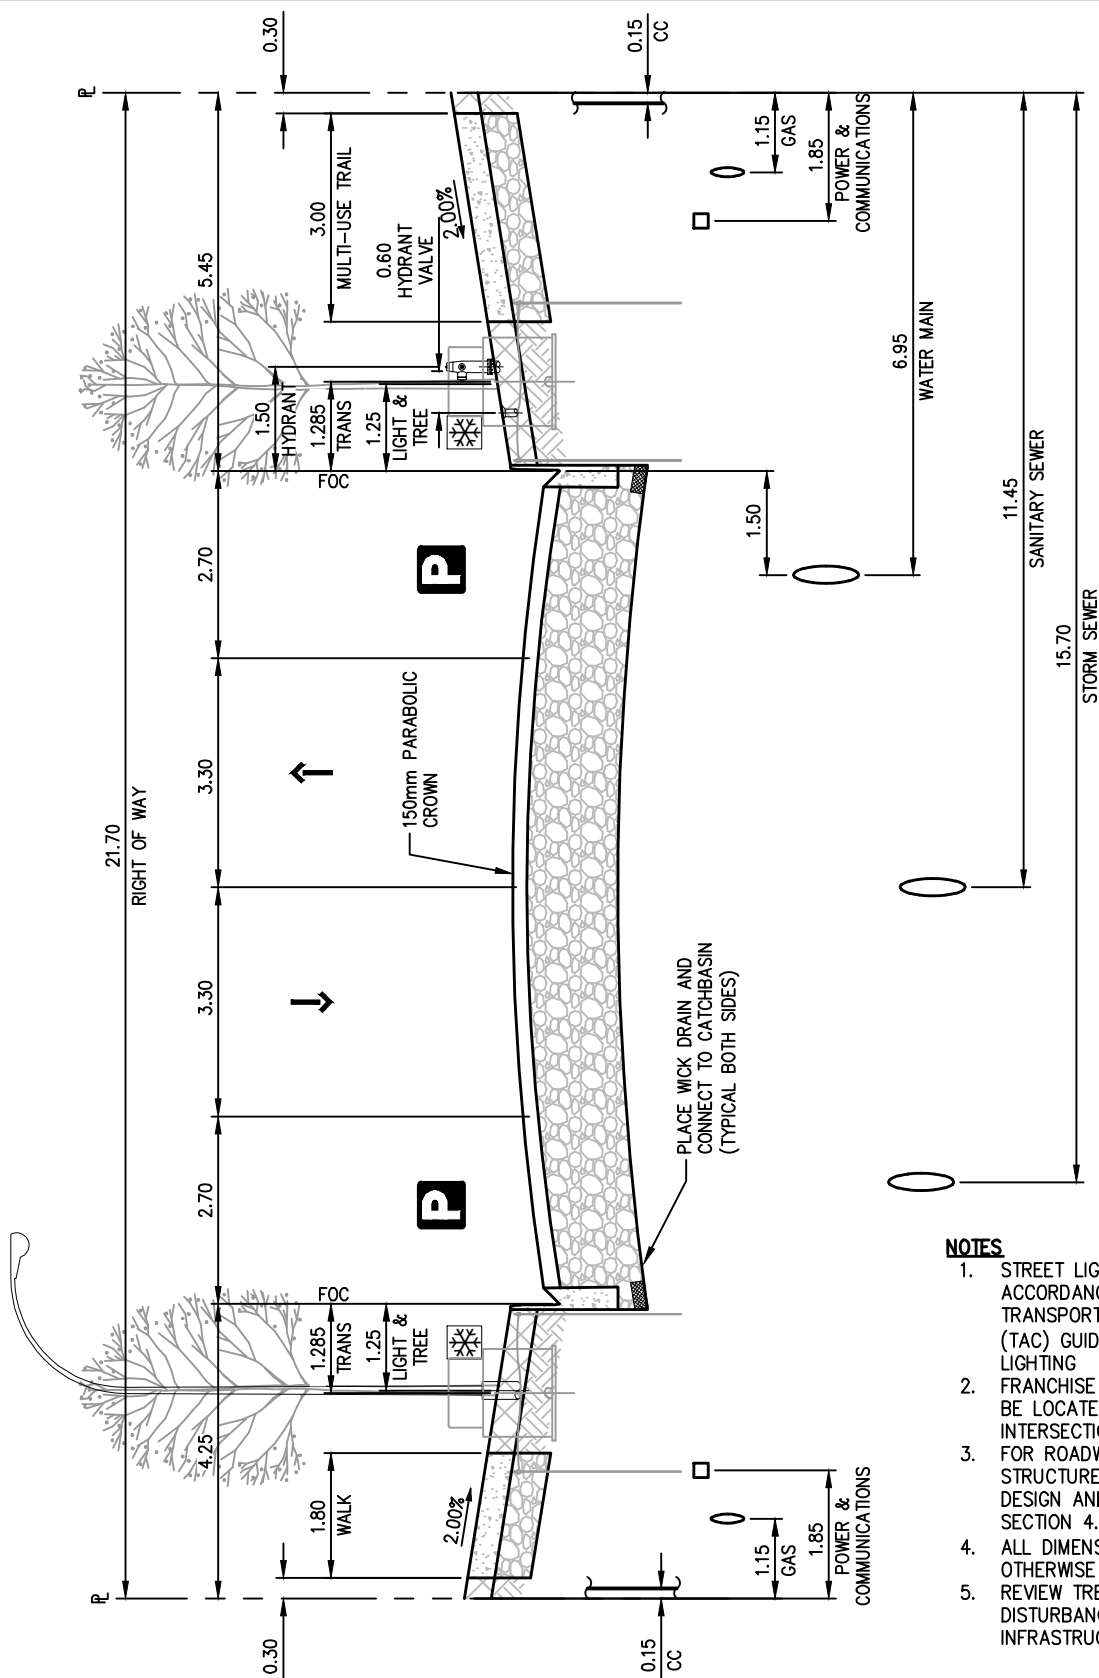 0.30
0.15
CC
PL
21.70
RIGHT OF WAY
5.45
2.70
3.30
3.30
2.70
4.25
3.00
MULTI-USE TRAIL
0.60
HYDRANT
VALVE
2.00%
1.50
HYDRANT
1.285
TRANS
1.25
LIGHT &
TREE
FOC
P
150mm PARABOLIC
CROWN
1.15
GAS
1.85
POWER &
COMMUNICATIONS
6.95
WATER MAIN
1.50
11.45
SANITARY SEWER
15.70
STORM SEWER
PLACE WICK DRAIN AND
CONNECT TO CATCHBASIN
(TYPICAL BOTH SIDES)
P
FOC
1.285
TRANS
1.25
LIGHT &
TREE
1.80
WALK
2.00%
1.15
GAS
1.85
POWER &
COMMUNICATIONS
PL
0.30
0.15
CC
NOTES
1. STREET LIG
ACCORDANC
TRANSPORT
(TAC) GUID
LIGHTING
2. FRANCHISE
BE LOCATE
INTERSECTIO
3. FOR ROADW
STRUCTURE
DESIGN AND
SECTION 4.
4. ALL DIMENS
OTHERWISE
5. REVIEW TRE
DISTURBANC
INFRASTRUC